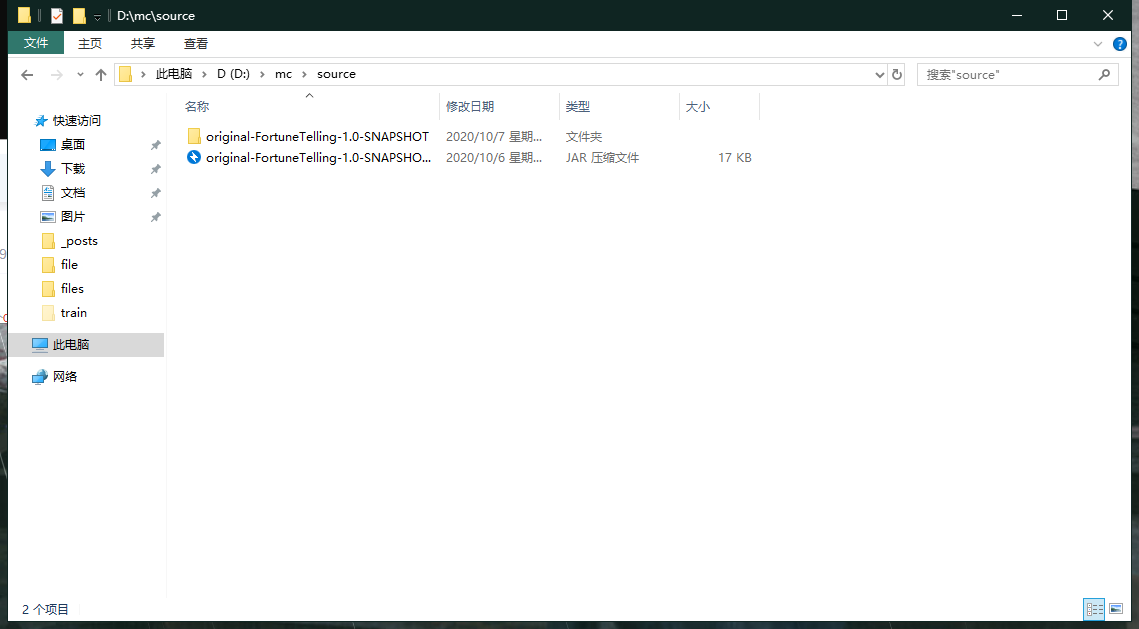 D:\mc\source
文件 主页 共享 查看
此电脑 D (D:) mc source 搜索"source"
名称 修改日期 类型 大小
快速访问
桌面
下载
文档
图片
_posts
file
files
train
此电脑
网络
original-FortuneTelling-1.0-SNAPSHOT 2020/10/7 星期... 文件夹
original-FortuneTelling-1.0-SNAPSHO... 2020/10/6 星期... JAR 压缩文件 17 KB
2 个项目